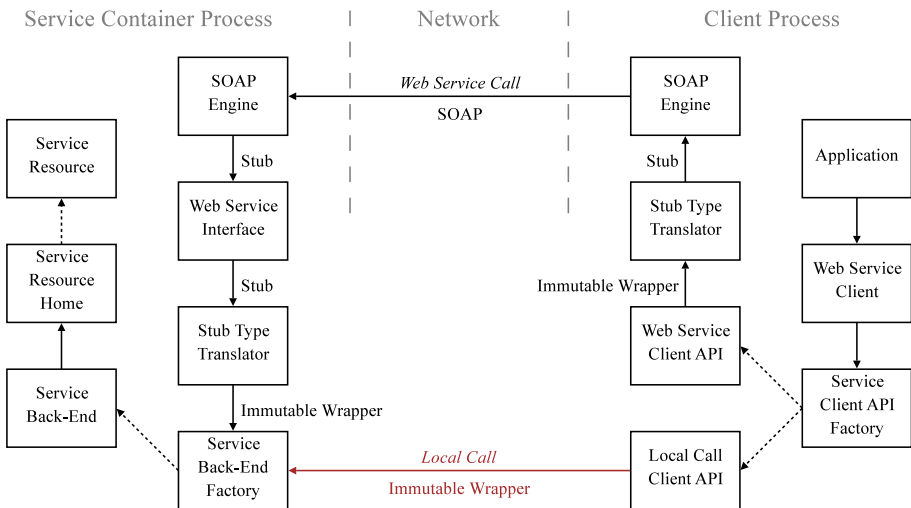 Service Container Process
Network
Client Process
SOAP
Engine
Web Service Call
SOAP
SOAP
Engine
Service
Resource
Stub
Stub
Application
Web Service
Interface
Stub Type
Translator
Service
Resource
Home
Stub
Immutable Wrapper
Web Service
Client
Stub Type
Translator
Web Service
Client API
Service
Back-End
Immutable Wrapper
Service
Client API
Factory
Service
Back-End
Factory
Local Call
Immutable Wrapper
Local Call
Client API